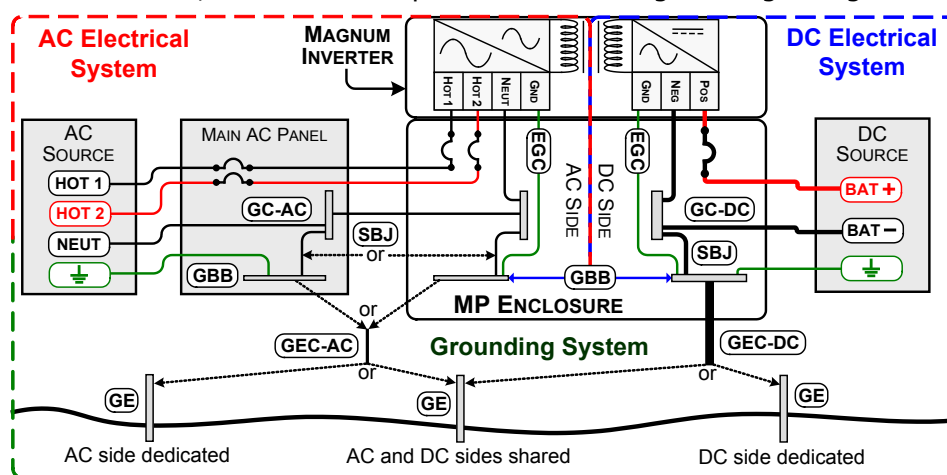 AC Electrical
System
MAGNUM
INVERTER
DC Electrical
System
HOT 1
HOT 2
NEUT
GND
GND
NEG
POS
AC
SOURCE
MAIN AC PANEL
EGC
AC SIDE
DC SIDE
EGC
DC
SOURCE
HOT 1
HOT 2
NEUT
GC-AC
SBJ
or
GBB
GC-DC
SBJ
BAT +
BAT –
GBB
MP ENCLOSURE
or
GEC-AC
or
Grounding System
GEC-DC
or
GE
GE
GE
AC side dedicated
AC and DC sides shared
DC side dedicated